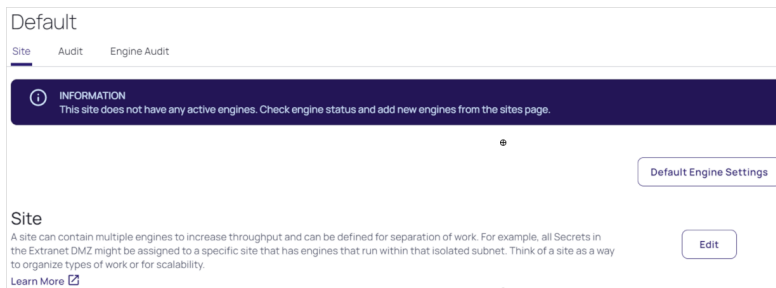 Default
Site Audit Engine Audit
INFORMATION
This site does not have any active engines. Check engine status and add new engines from the sites page.
Default Engine Settings
Site
A site can contain multiple engines to increase throughput and can be defined for separation of work. For example, all Secrets in
the Extranet DMZ might be assigned to a specific site that has engines that run within that isolated subnet. Think of a site as a way
to organize types of work or for scalability.
Edit
Learn More